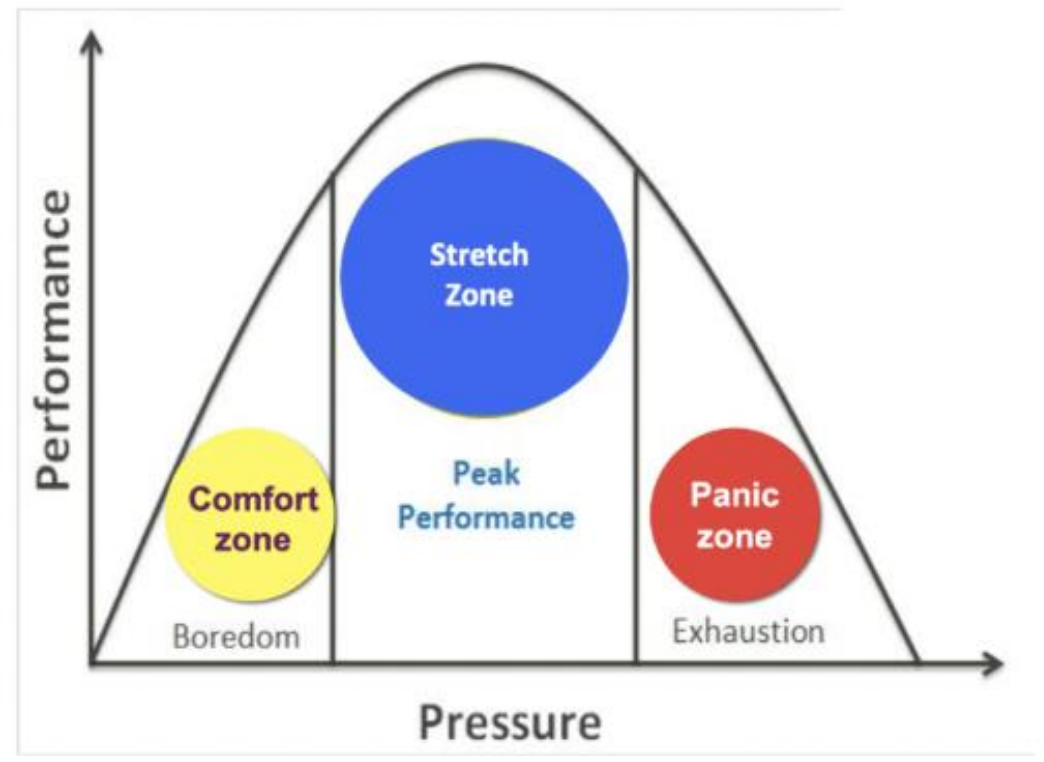 Performance
Stretch
Zone
Peak
Performance
Comfort
zone
Boredom
Panic
zone
Exhaustion
Pressure